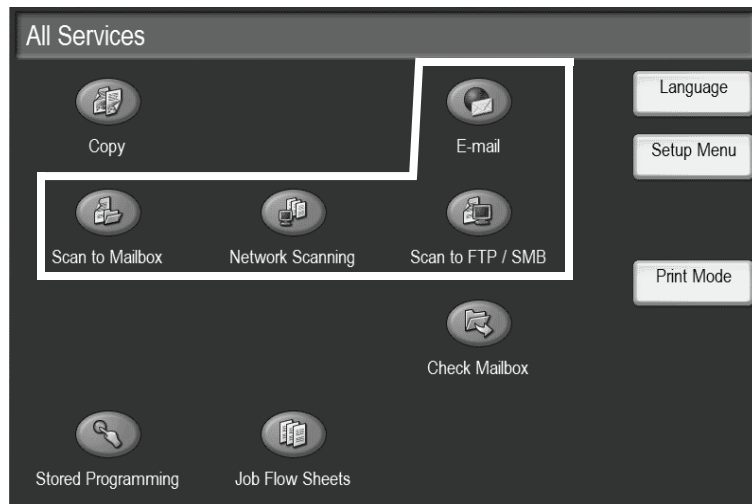 All Services
Copy
E-mail
Language
Setup Menu
Scan to Mailbox
Network Scanning
Scan to FTP / SMB
Print Mode
Check Mailbox
Stored Programming
Job Flow Sheets